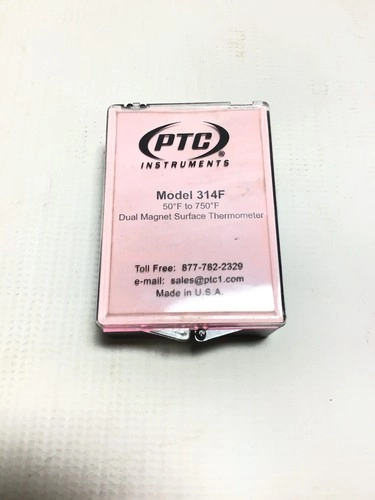 PTC®
INSTRUMENTS
Model 314F
50°F to 750°F
Dual Magnet Surface Thermometer
Toll Free: 877-782-2329
e-mail: sales@ptc1.com
Made in U.S.A.